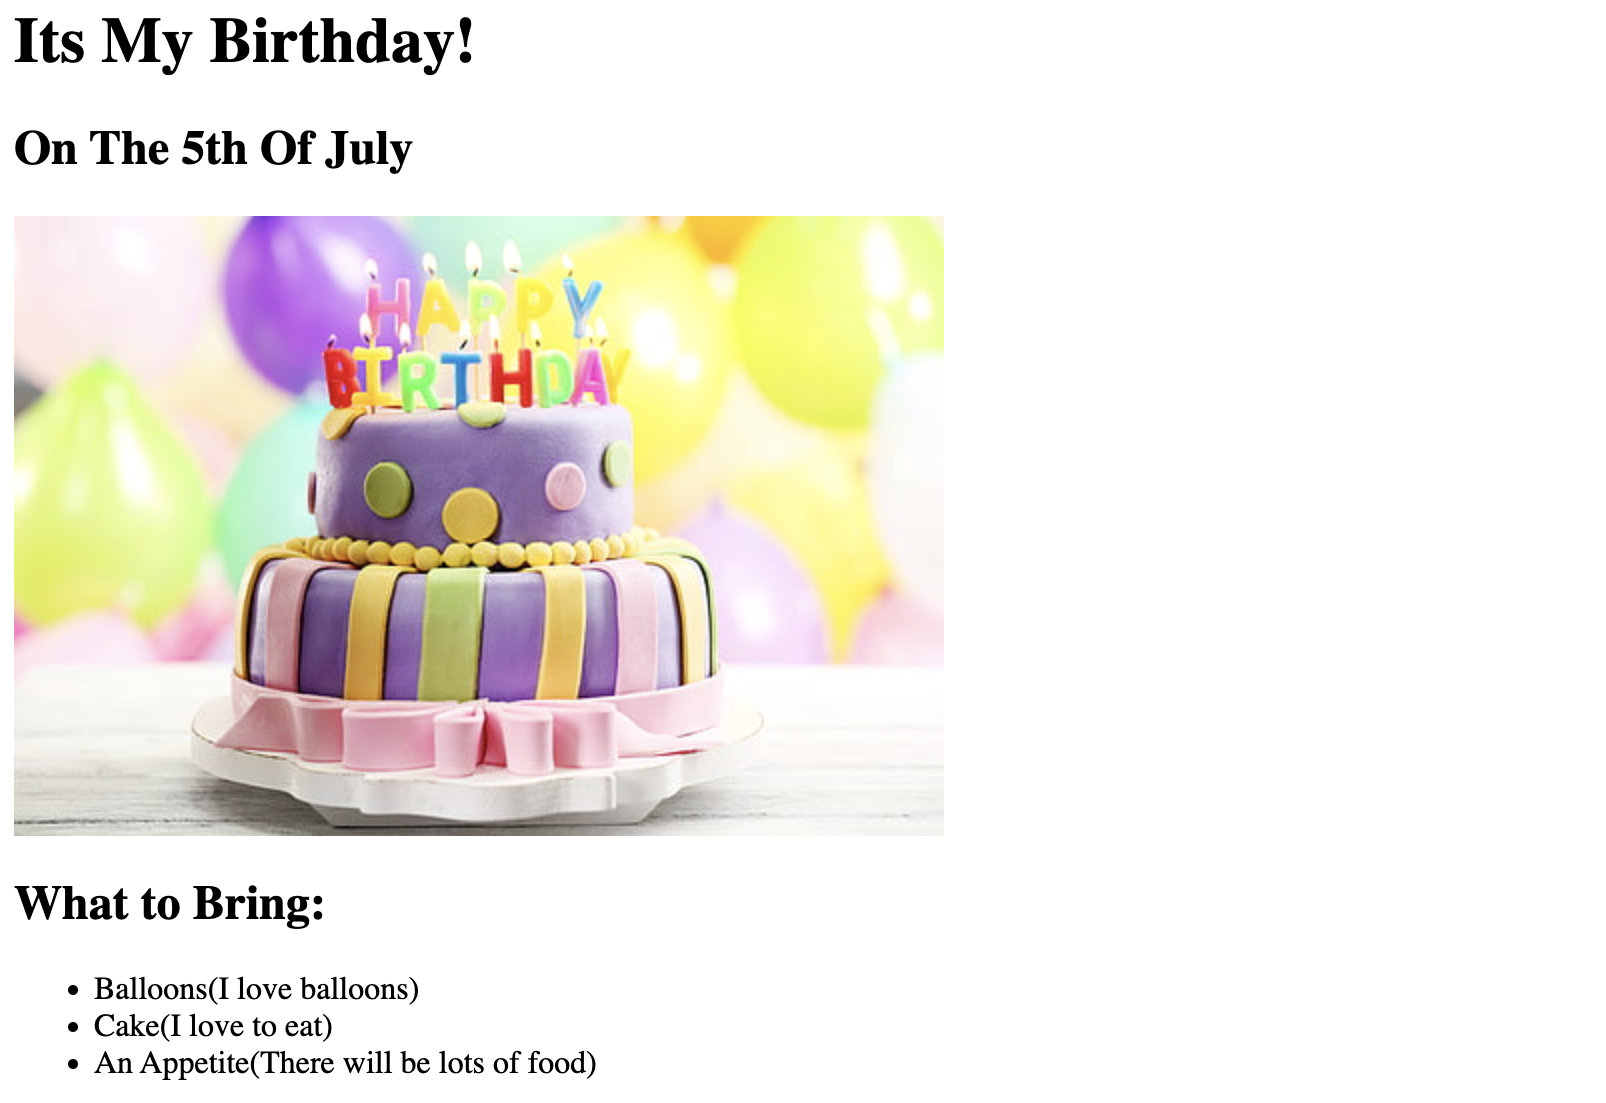 Its My Birthday!
On The 5th Of July
HAPPY
BIRTHDAY
What to Bring:
Balloons(I love balloons)
Cake(I love to eat)
An Appetite(There will be lots of food)